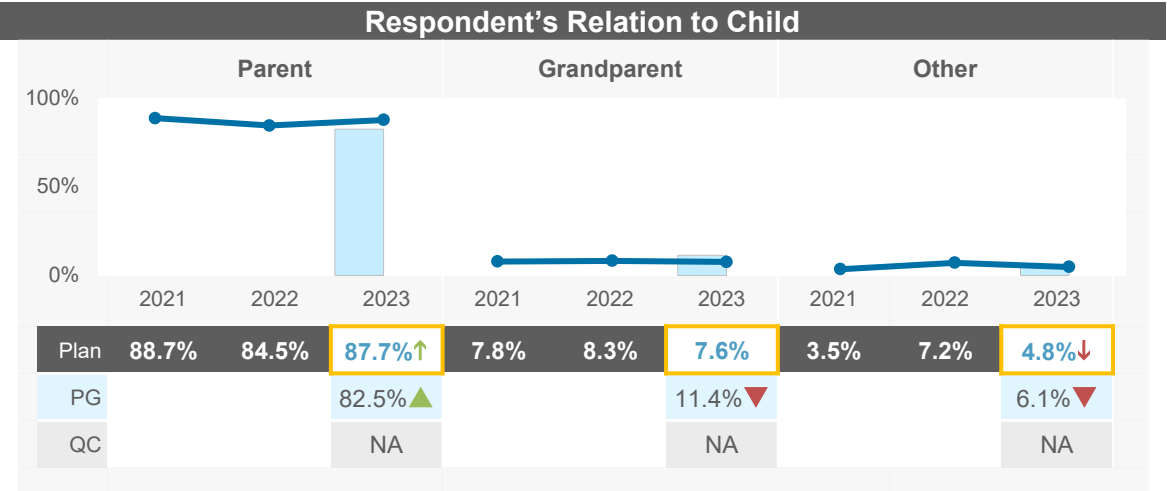 Respondent’s Relation to Child
Parent Grandparent Other
100%
50%
0%
2021 2022 2023 2021 2022 2023 2021 2022 2023
Plan 88.7% 84.5% 87.7%↑ 7.8% 8.3% 7.6% 3.5% 7.2% 4.8%↓
PG 82.5%▲ 11.4%▼ 6.1%▼
QC NA NA NA